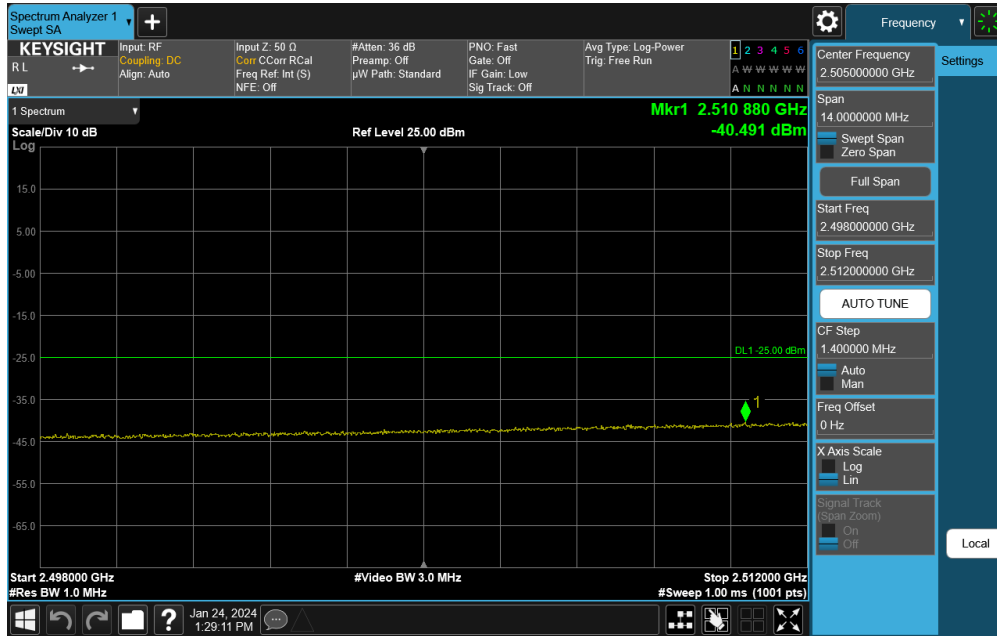 Spectrum Analyzer 1
Swept SA
Frequency
KEYSIGHT
R L
LXI
Input: RF
Coupling: DC
Align: Auto
Input Z: 50 Ω
Corr CCorr RCal
Freq Ref: Int (S)
NFE: Off
#Atten: 36 dB
Preamp: Off
µW Path: Standard
PNO: Fast
Gate: Off
IF Gain: Low
Sig Track: Off
Avg Type: Log-Power
Trig: Free Run
1 2 3 4 5 6
A W W W W W
A N N N N N
1 Spectrum
Scale/Div 10 dB
Ref Level 25.00 dBm
Mkr1 2.510 880 GHz
-40.491 dBm
Log
15.0
5.00
-5.00
-15.0
-25.0
-35.0
-45.0
-55.0
-65.0
DL1 -25.00 dBm
1
Start 2.498000 GHz
#Video BW 3.0 MHz
Stop 2.512000 GHz
#Res BW 1.0 MHz
#Sweep 1.00 ms (1001 pts)
Center Frequency
2.505000000 GHz
Settings
Span
14.0000000 MHz
Swept Span
Zero Span
Full Span
Start Freq
2.498000000 GHz
Stop Freq
2.512000000 GHz
AUTO TUNE
CF Step
1.400000 MHz
Auto
Man
Freq Offset
0 Hz
X Axis Scale
Log
Lin
Signal Track
(Span Zoom)
On
Off
Local
?
Jan 24, 2024
1:29:11 PM